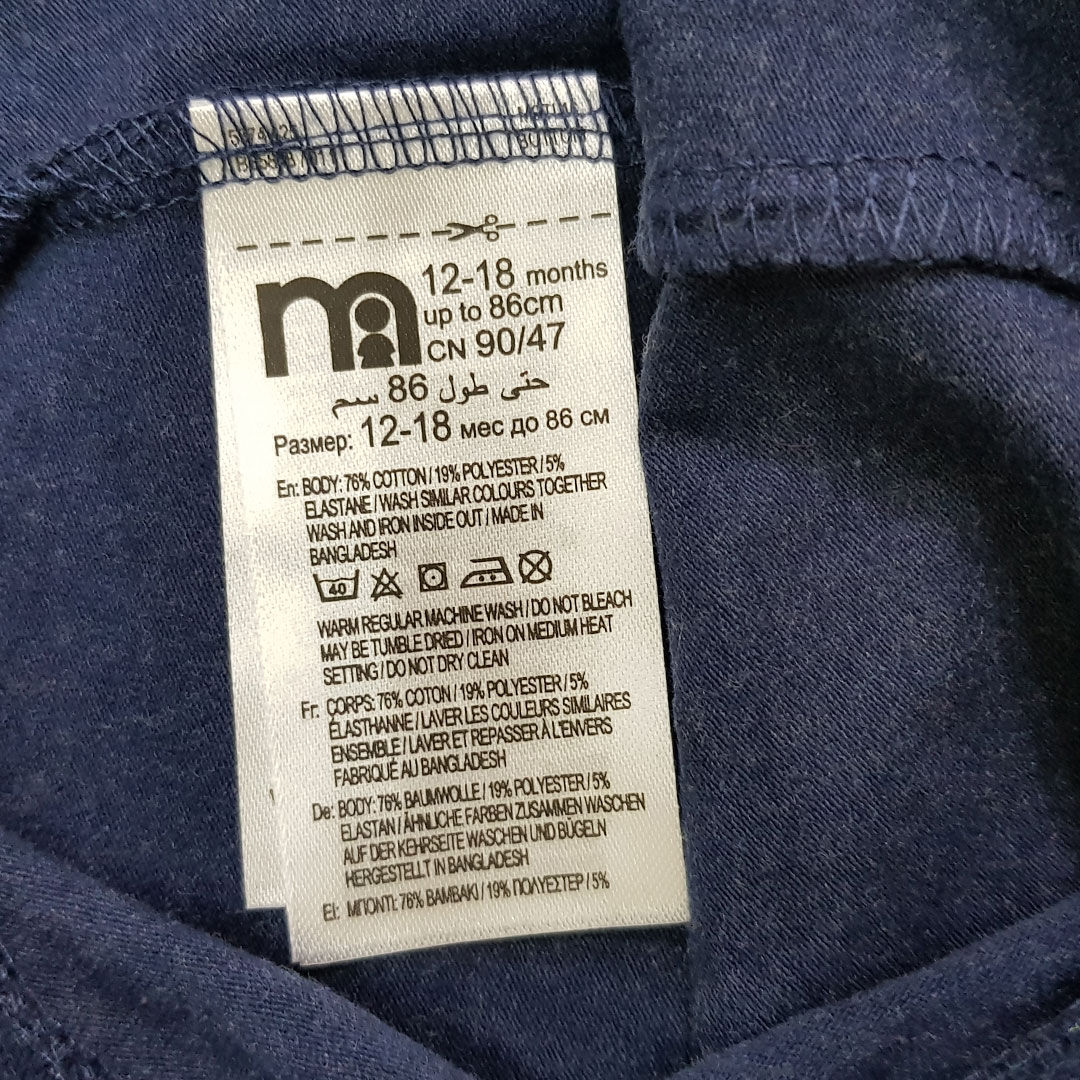 12-18 months
up to 86cm
CN 90/47
حتّى طول 86 سم
Размер: 12-18 мес до 86 см
En: BODY: 76% COTTON / 19% POLYESTER / 5%
ELASTANE / WASH SIMILAR COLOURS TOGETHER
WASH AND IRON INSIDE OUT / MADE IN
BANGLADESH
40
WARM REGULAR MACHINE WASH / DO NOT BLEACH
MAY BE TUMBLE DRIED / IRON ON MEDIUM HEAT
SETTING / DO NOT DRY CLEAN
Fr: CORPS: 76% COTON / 19% POLYESTER / 5%
ÉLASTHANNE / LAVER LES COULEURS SIMILAIRES
ENSEMBLE / LAVER ET REPASSER À L'ENVERS
FABRIQUÉ AU BANGLADESH
De: BODY: 76% BAUMWOLLE / 19% POLYESTER / 5%
ELASTAN / ÄHNLICHE FARBEN ZUSAMMEN WASCHEN
AUF DER KEHRSEITE WASCHEN UND BÜGELN
HERGESTELLT IN BANGLADESH
El: ΜΠΟΝΤΙ: 76% ΒΑΜΒΑΚΙ / 19% ΠΟΛΥΕΣΤΕΡ / 5%